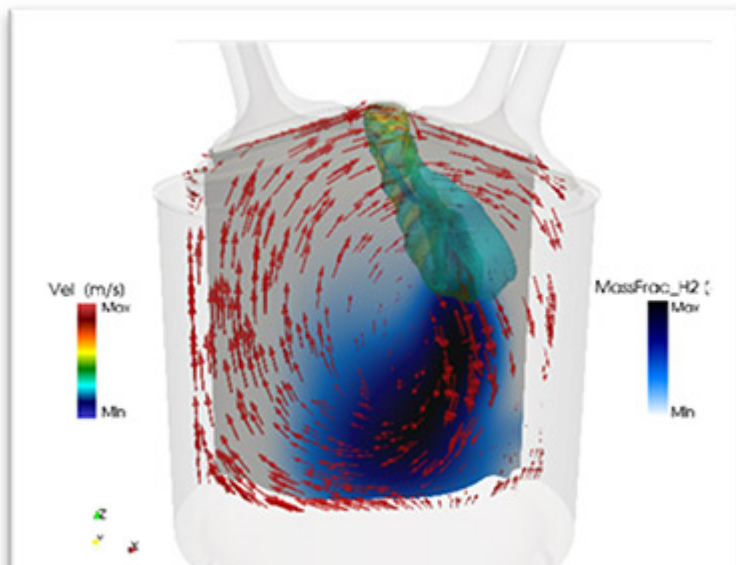 Vel (m/s)
Max
Min
MassFrac_H2 (
Max
Min
Z
Y
X